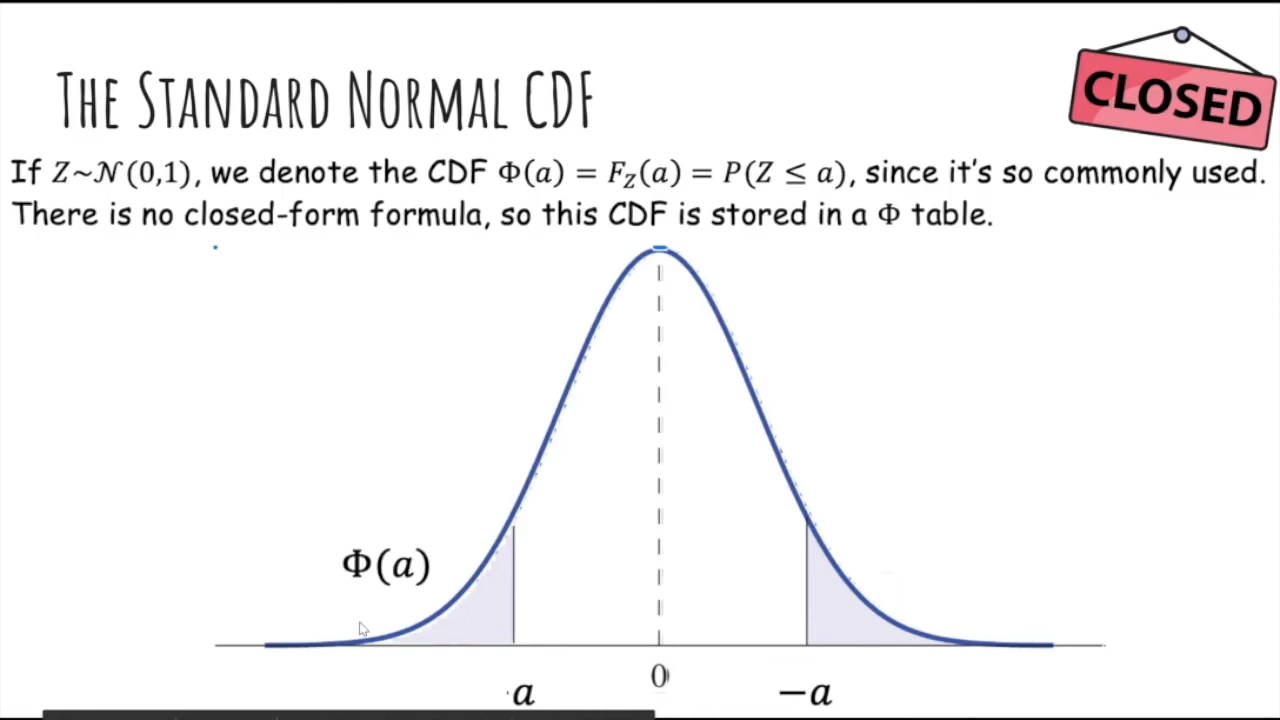 THE STANDARD NORMAL CDF
CLOSED
If Z~𝒩(0,1), we denote the CDF Φ(a) = F_Z(a) = P(Z ≤ a), since it's so commonly used.
There is no closed-form formula, so this CDF is stored in a Φ table.
Φ(a)
0
a
−a